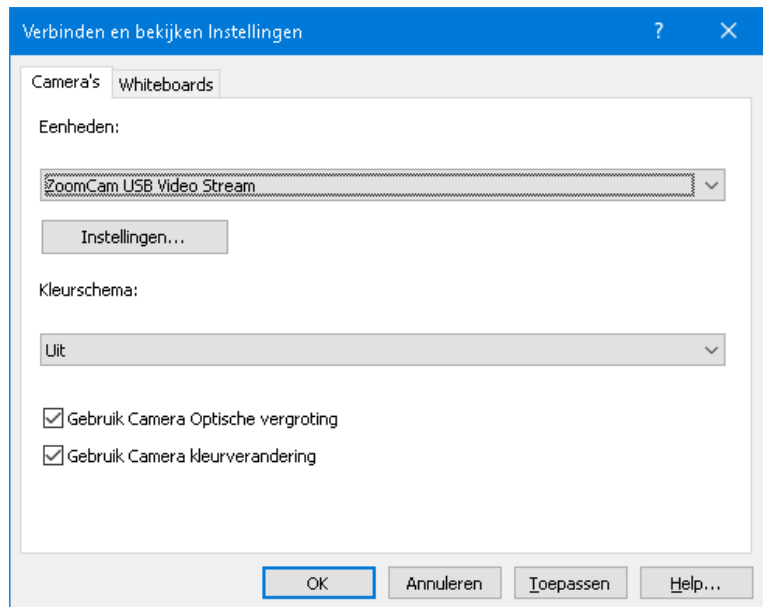 Verbinden en bekijken Instellingen ?
Camera's Whiteboards
Eenheden:
ZoomCam USB Video Stream
Instellingen...
Kleurschema:
Uit
Gebruik Camera Optische vergroting
Gebruik Camera kleurverandering
OK Annuleren Toepassen Help...